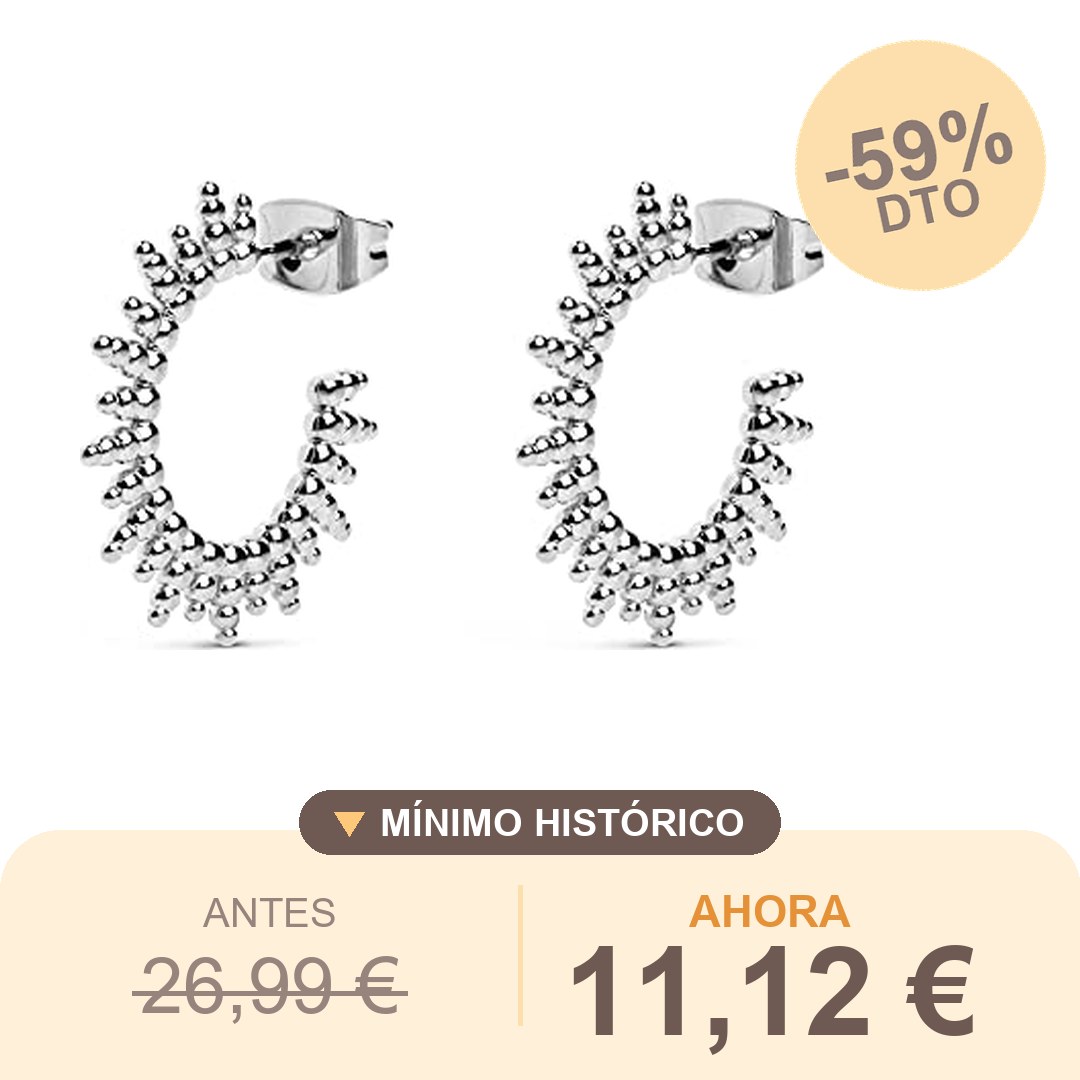 -59%
DTO
MÍNIMO HISTÓRICO
ANTES
26,99 €
AHORA
11,12 €